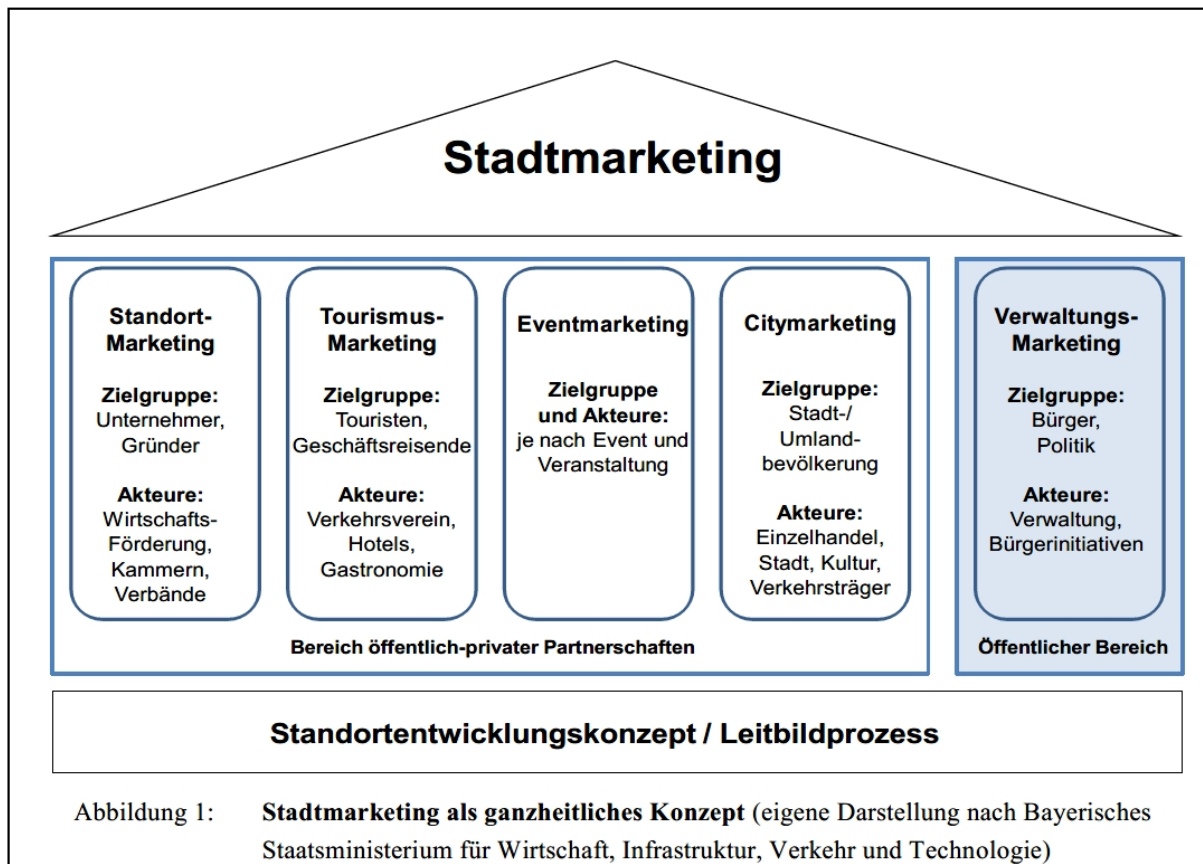 Stadtmarketing
Standort-
Marketing
Zielgruppe:
Unternehmer,
Gründer
Akteure:
Wirtschafts-
Förderung,
Kammern,
Verbände
Tourismus-
Marketing
Zielgruppe:
Touristen,
Geschäftsreisende
Akteure:
Verkehrsverein,
Hotels,
Gastronomie
Eventmarketing
Zielgruppe
und Akteure:
je nach Event und
Veranstaltung
Citymarketing
Zielgruppe:
Stadt-/
Umland-
bevölkerung
Akteure:
Einzelhandel,
Stadt, Kultur,
Verkehrsträger
Bereich öffentlich-privater Partnerschaften
Verwaltungs-
Marketing
Zielgruppe:
Bürger,
Politik
Akteure:
Verwaltung,
Bürgerinitiativen
Öffentlicher Bereich
Standortentwicklungskonzept / Leitbildprozess
Abbildung 1: Stadtmarketing als ganzheitliches Konzept (eigene Darstellung nach Bayerisches
Staatsministerium für Wirtschaft, Infrastruktur, Verkehr und Technologie)